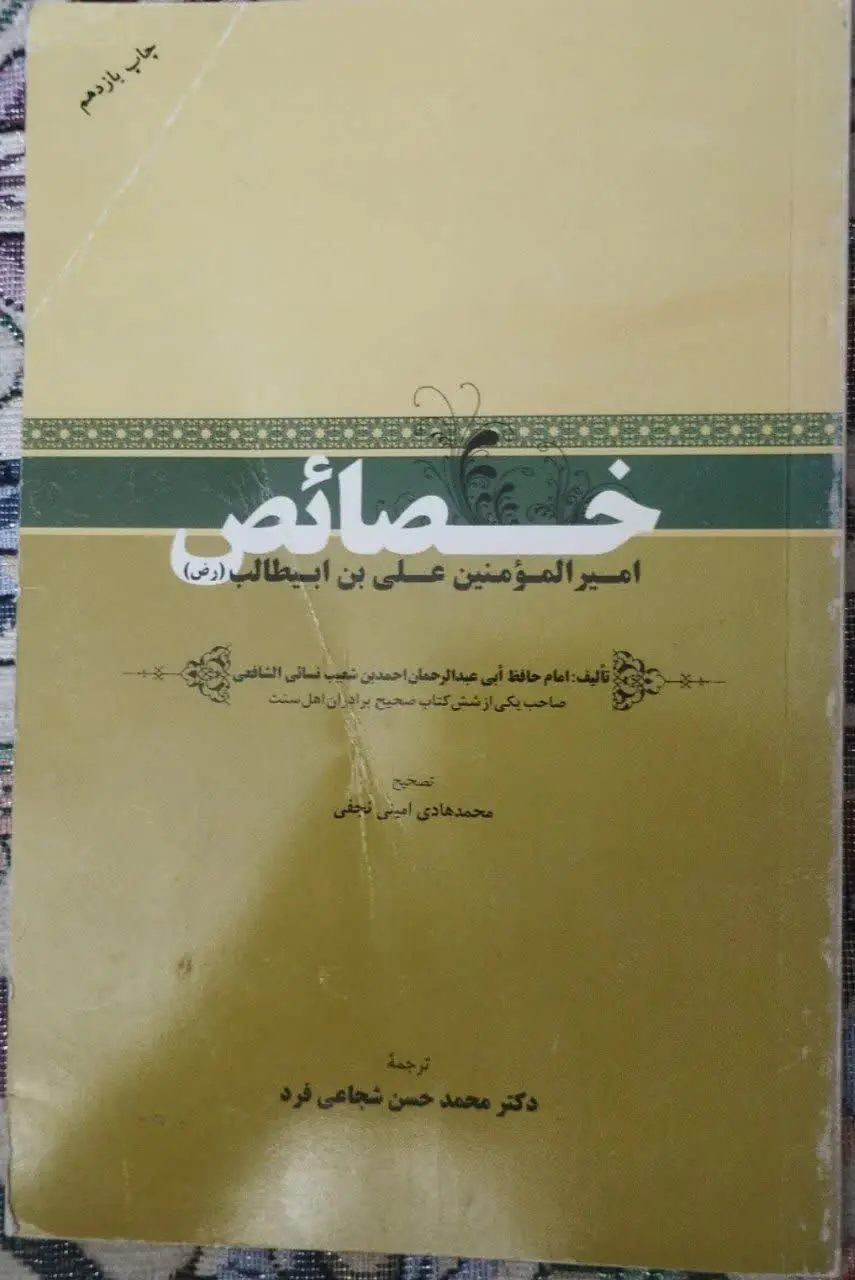 چاپ یازدهم
خصائص
امیرالمؤمنین علی بن ابیطالب (رض)
تألیف: امام حافظ أبی عبدالرحمان احمدبن شعیب نسائی الشافعی
صاحب یکی از شش کتاب صحیح برادران اهل سنت
تصحیح
محمدهادی امینی نجفی
ترجمهٔ
دکتر محمد حسن شجاعی فرد